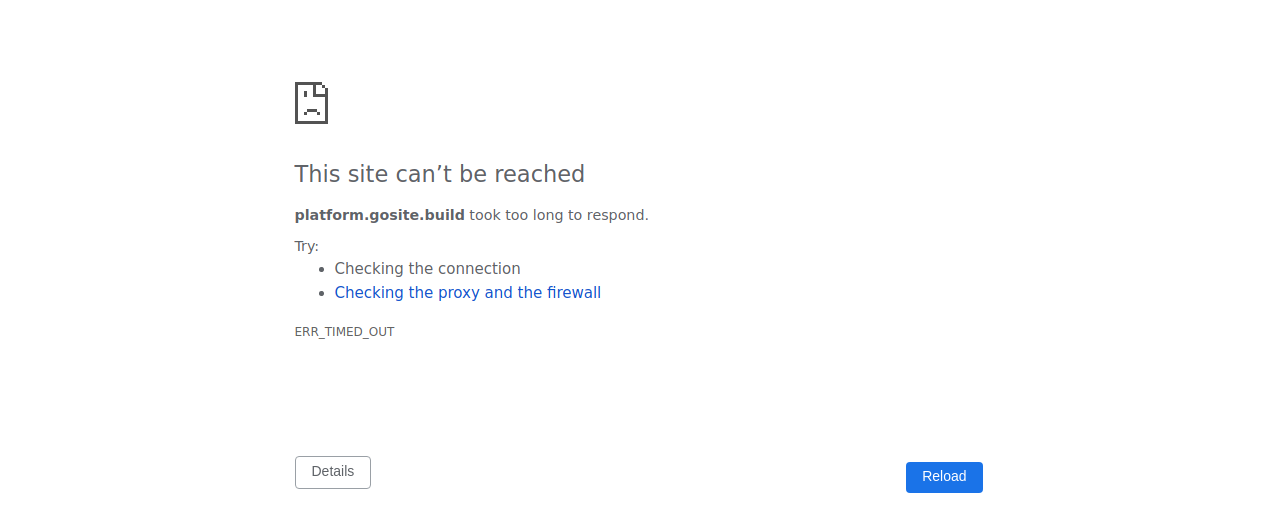 This site can’t be reached
platform.gosite.build took too long to respond.
Try:
Checking the connection
Checking the proxy and the firewall
ERR_TIMED_OUT
Details
Reload